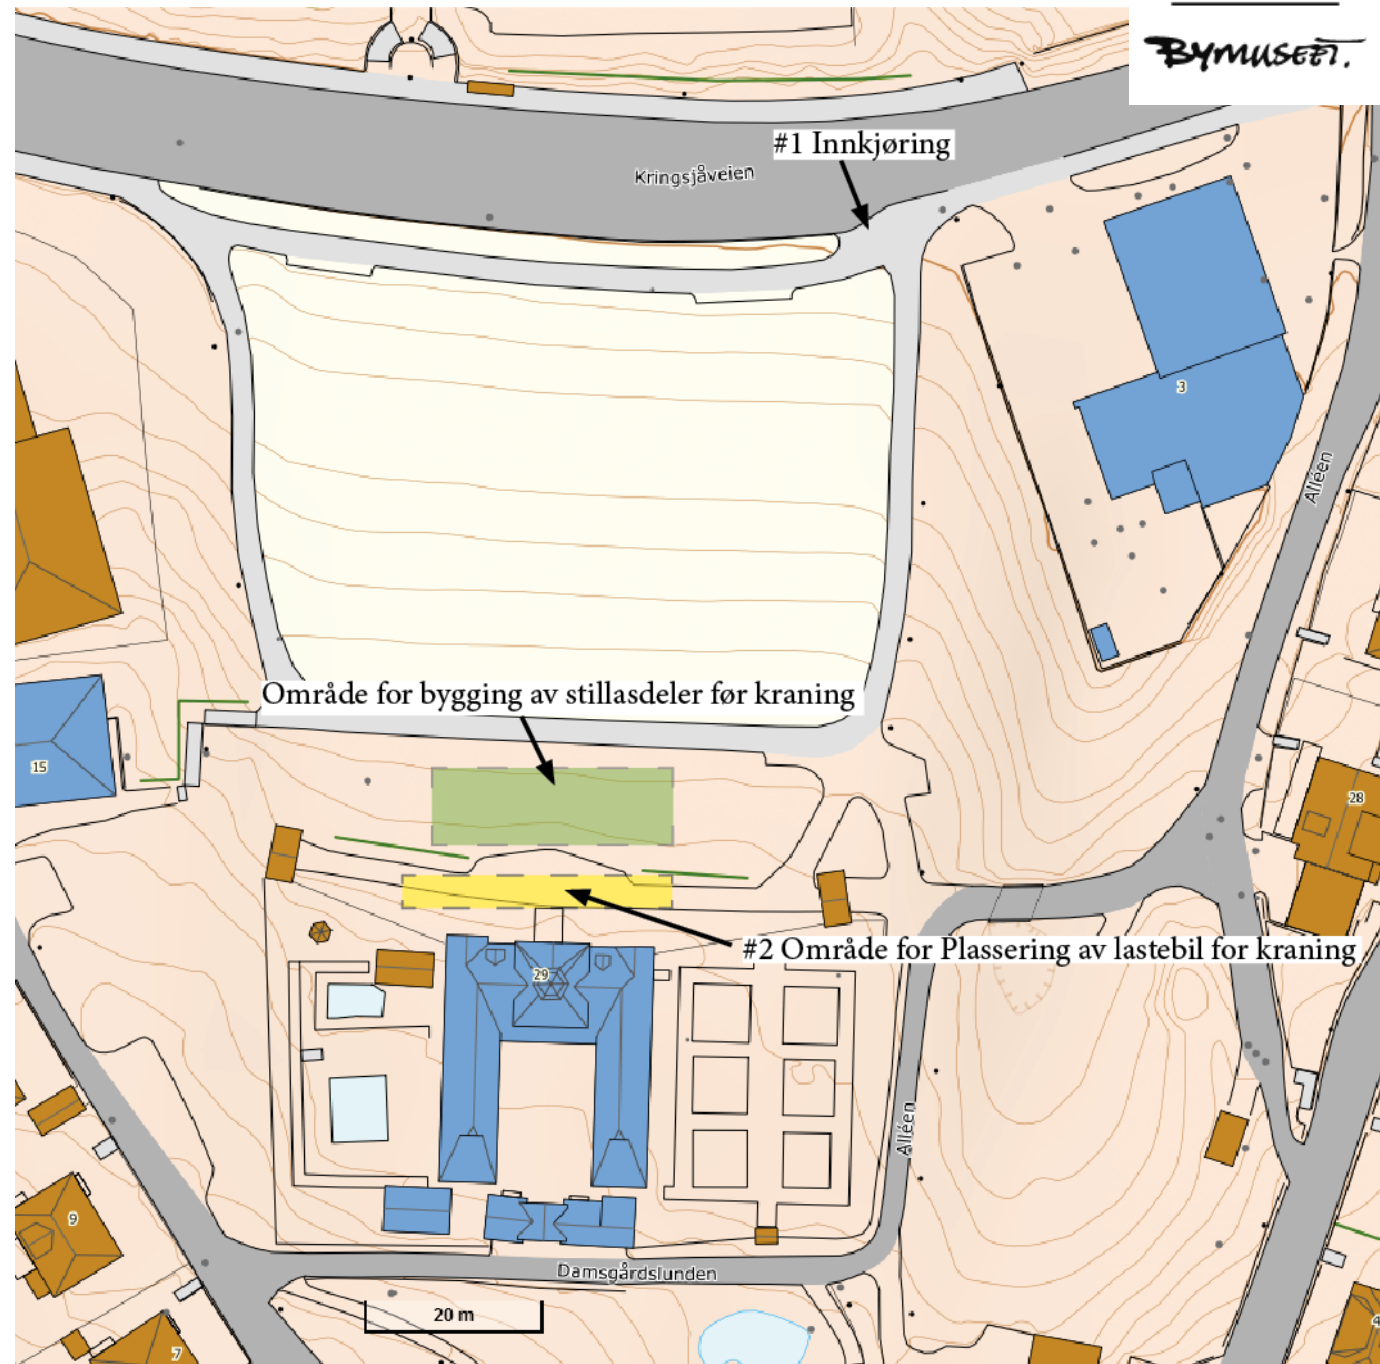 BYMUSEET.
#1 Innkjøring
Kringsjåveien
3
Alléen
Område for bygging av stillasdeler før kraning
15
28
#2 Område for Plassering av lastebil for kraning
29
Alléen
9
Damsgårdslunden
20 m
4
7